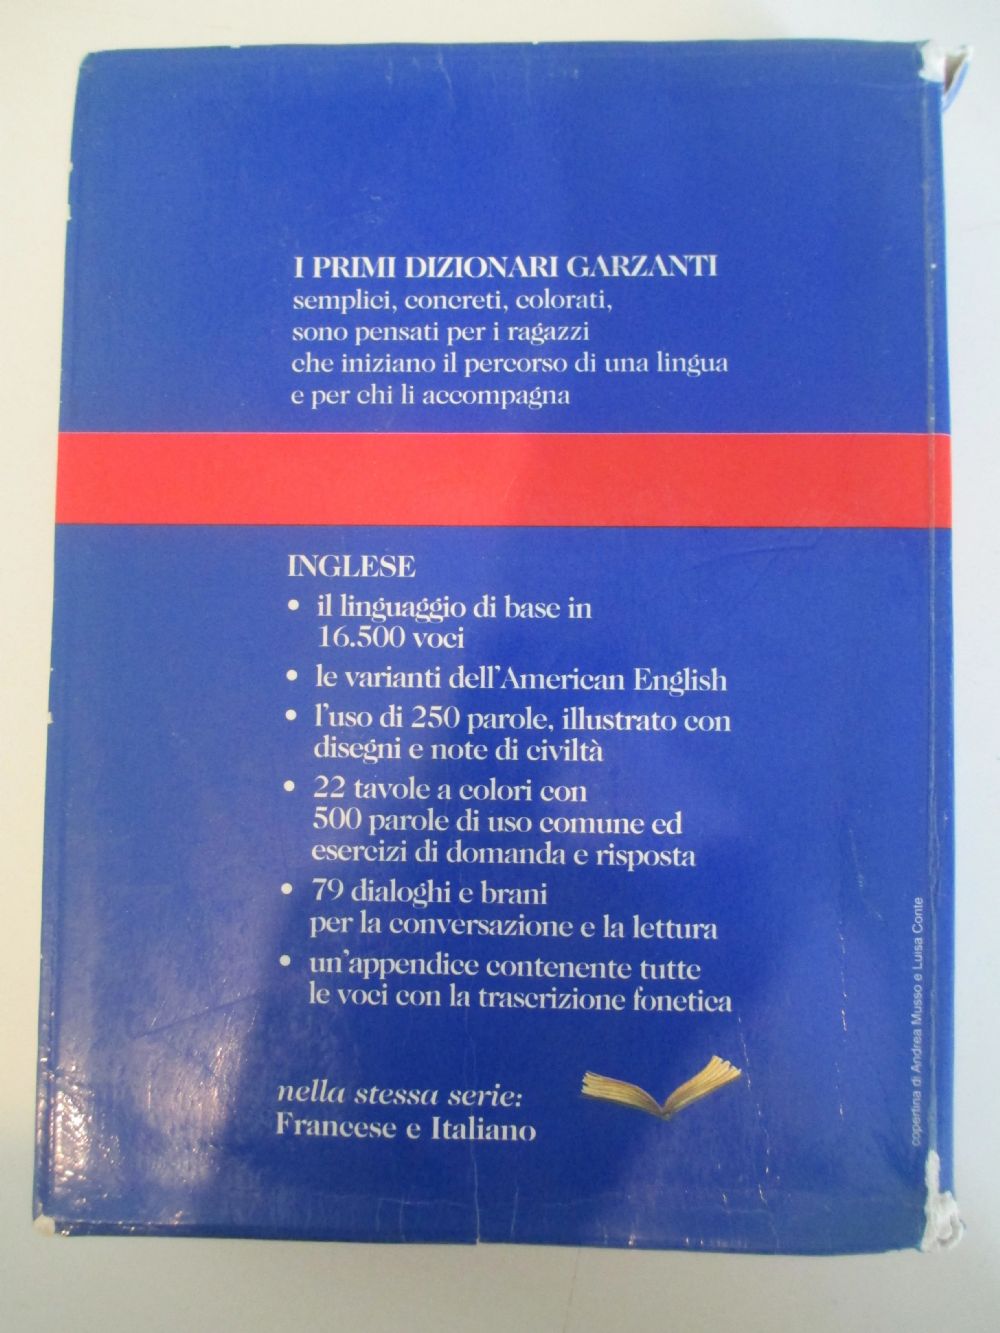 I PRIMI DIZIONARI GARZANTI
semplici, concreti, colorati,
sono pensati per i ragazzi
che iniziano il percorso di una lingua
e per chi li accompagna
INGLESE
• il linguaggio di base in
16.500 voci
• le varianti dell'American English
• l'uso di 250 parole, illustrato con
disegni e note di civiltà
• 22 tavole a colori con
500 parole di uso comune ed
esercizi di domanda e risposta
• 79 dialoghi e brani
per la conversazione e la lettura
• un'appendice contenente tutte
le voci con la trascrizione fonetica
nella stessa serie:
Francese e Italiano
copertina di Andrea Musso e Luisa Conte